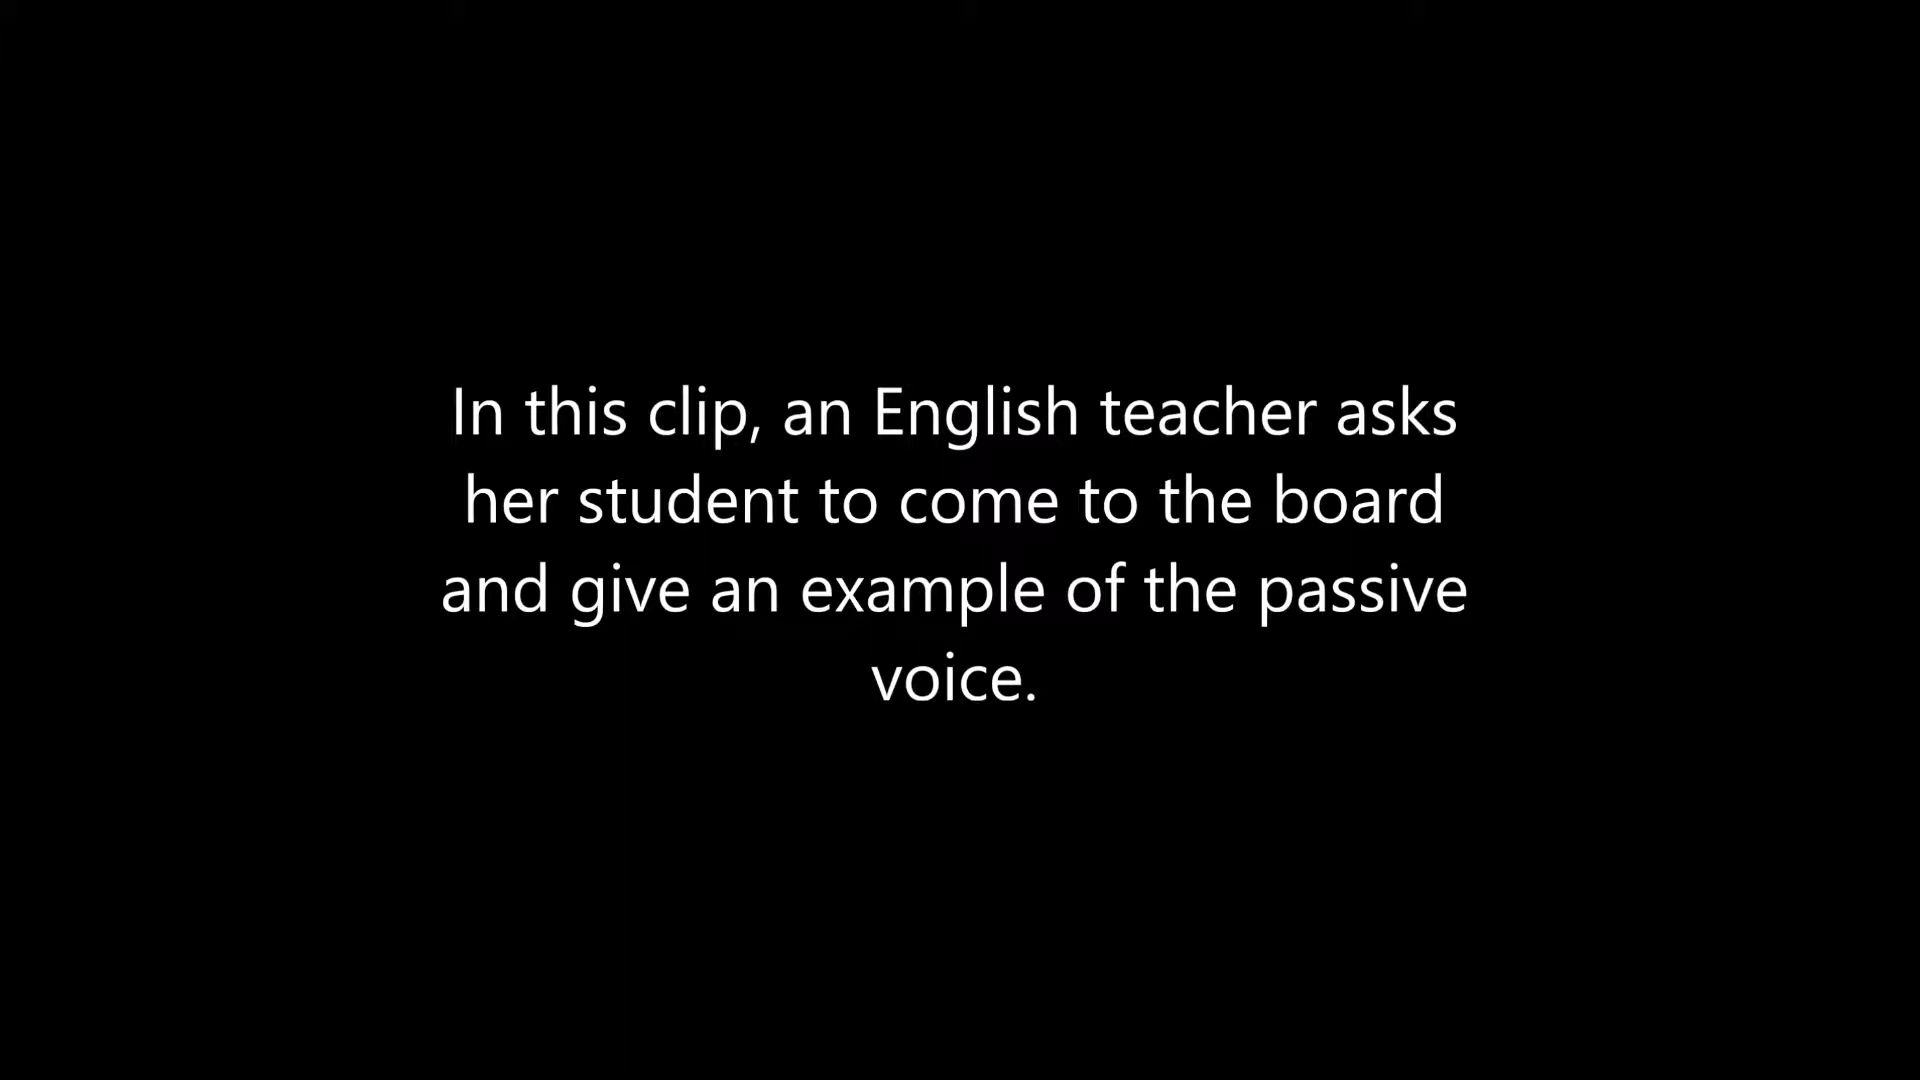 In this clip, an English teacher asks
her student to come to the board
and give an example of the passive
voice.